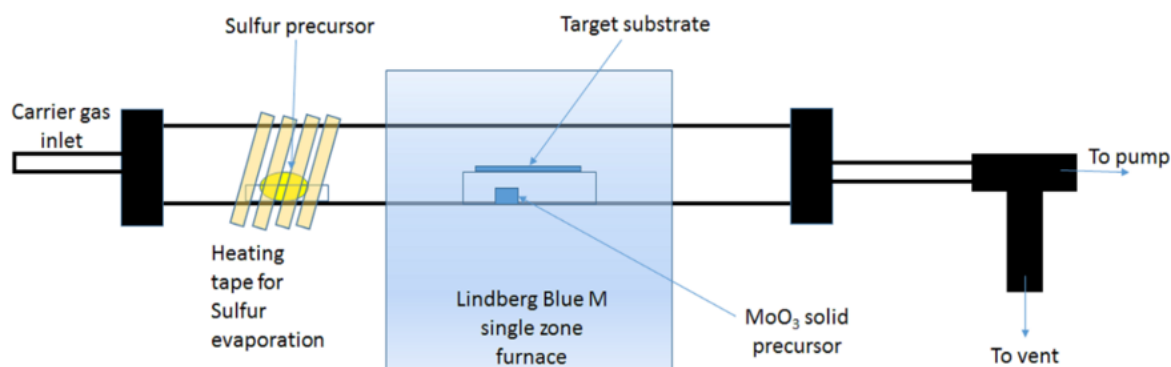 Sulfur precursor
Target substrate
Carrier gas
inlet
To pump
Heating
tape for
Sulfur
evaporation
Lindberg Blue M
single zone
furnace
MoO₃ solid
precursor
To vent